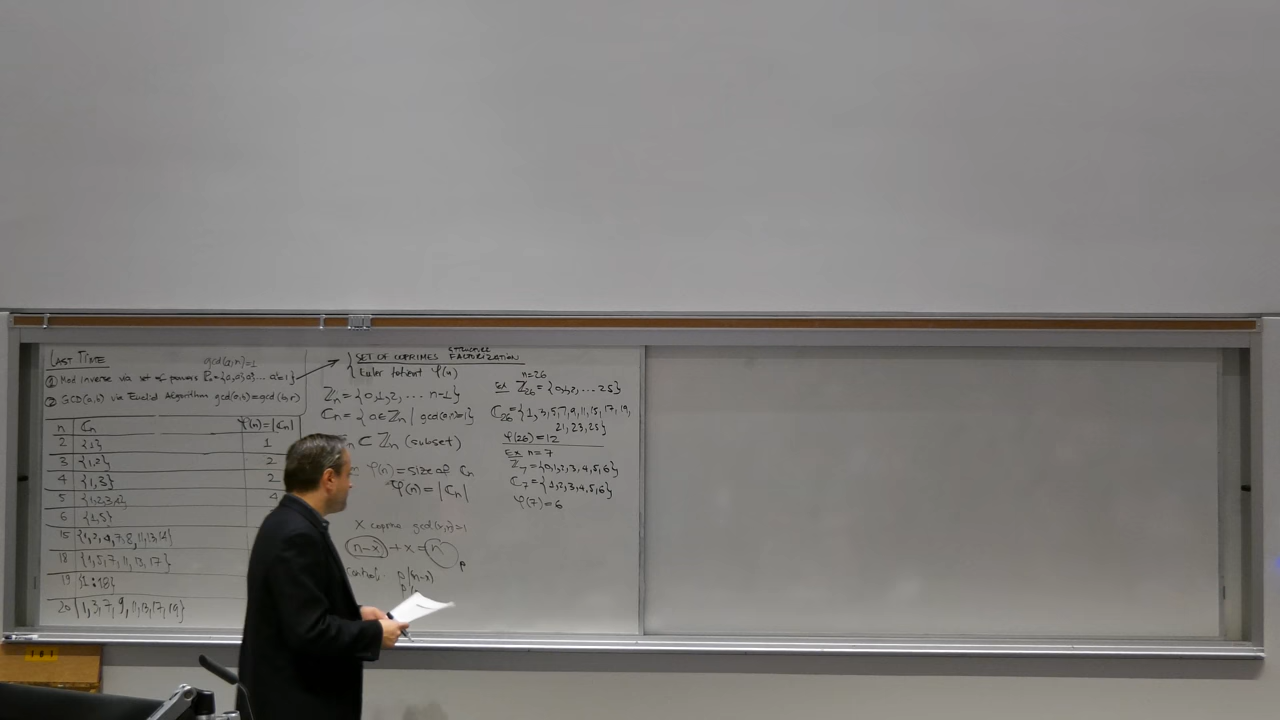 LAST TIME
gcd(a,n)=1
① Mod inverse via set of powers
② GCD(a,b) via Euclid Algorithm gcd(a,b)=gcd(b,r)
n Cn φ(n)=|Cn|
2 {1} 1
3 {1,2} 2
4 {1,3} 2
5 {1,2,3,4} 4
6 {1,5}
15 {1,2,4,7,8,11,13,14}
18 {1,5,7,11,13,17}
19 {1:18}
20 {1,3,7,9,11,13,17,19}
STRUCTURE
SET OF COPRIMES FACTORIZATION
Euler totient φ(n)
Zn = {0,1,2, ... n-1}
Cn = {a∈Zn | gcd(a,n)=1}
n ⊂ Zn (subset)
φ(n)=size of Cn
φ(n)=|Cn|
X coprime gcd(x,n)=1
(n-x)+x=n
p
p|(n-x)
n=26
Ex Z26={0,1,2,... 25}
C26={1,3,5,7,9,11,15,17,19,
21,23,25}
φ(26)=12
Ex n=7
Z7={0,1,2,3,4,5,6}
C7={1,2,3,4,5,6}
φ(7)=6